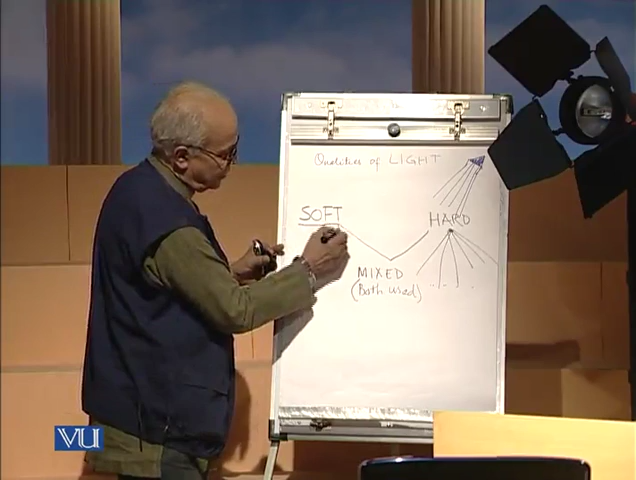 Qualities of LIGHT
SOFT
HARD
MIXED
(Both used)
VU